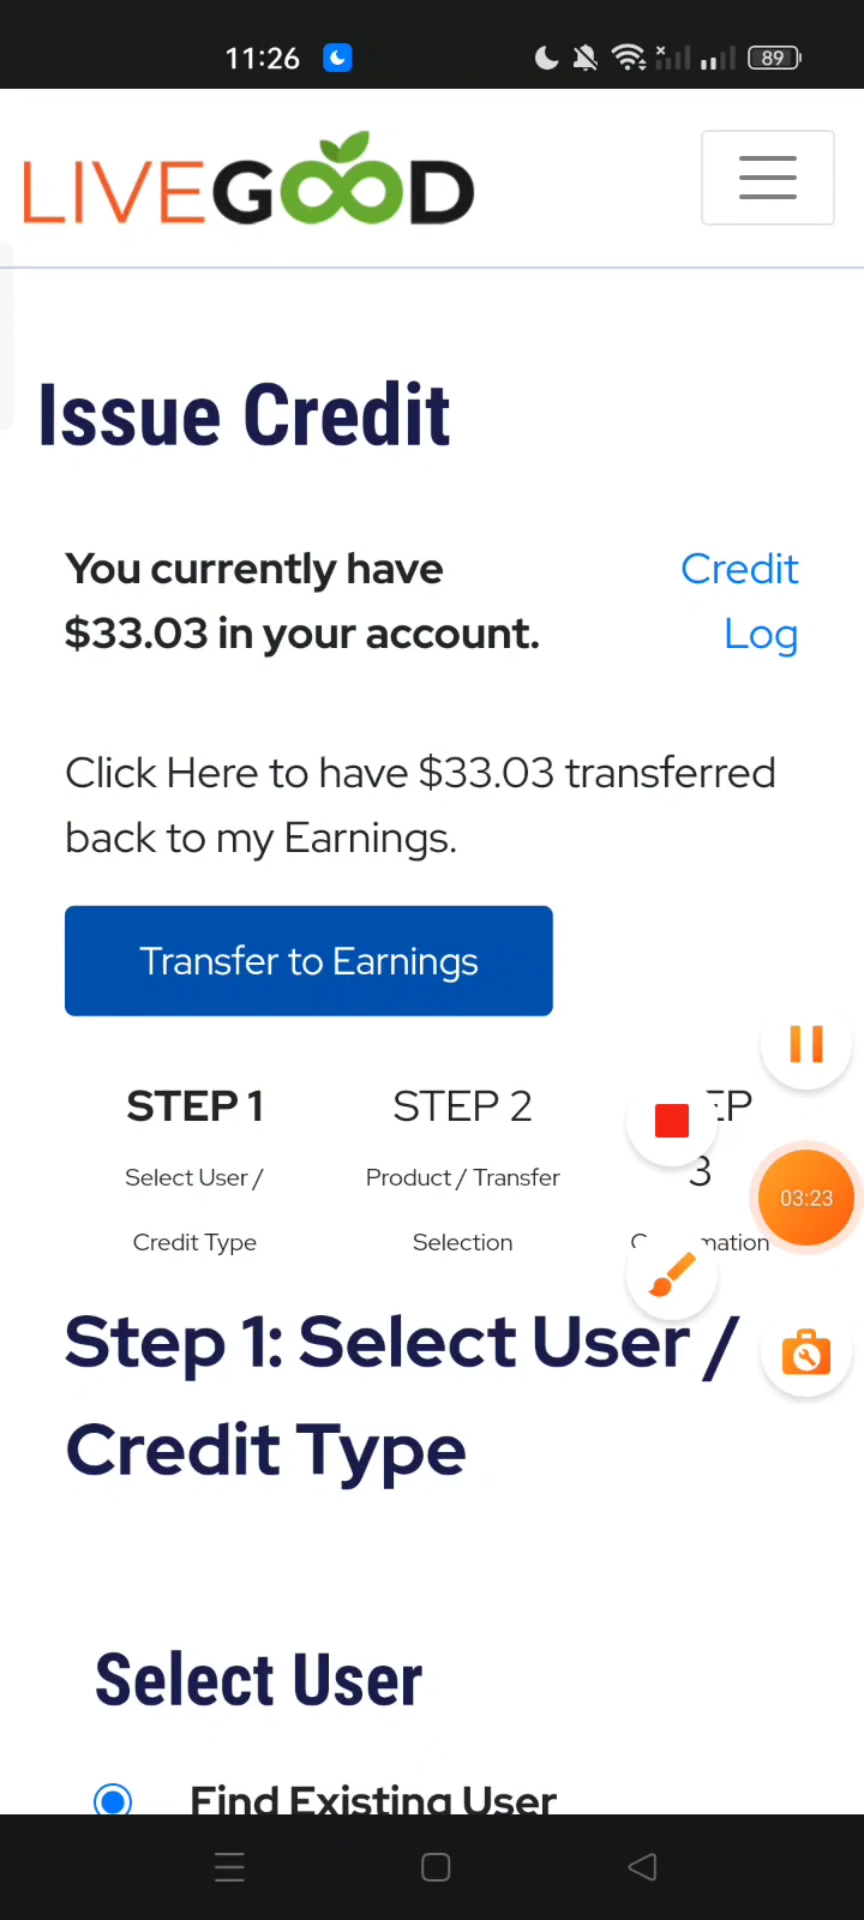 11:26
89
LIVEGOOD
Issue Credit
You currently have
$33.03 in your account.
Credit
Log
Click Here to have $33.03 transferred
back to my Earnings.
Transfer to Earnings
STEP 1
Select User /
Credit Type
STEP 2
Product / Transfer
Selection
3
03:23
Step 1: Select User /
Credit Type
Select User
Find Existing User